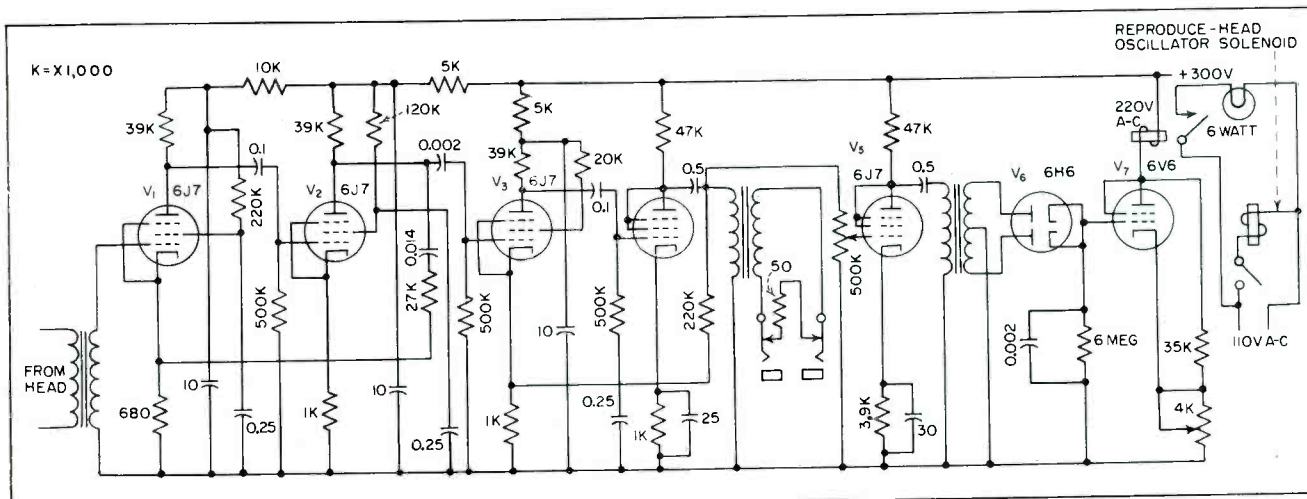 REPRODUCE-HEAD
OSCILLATOR SOLENOID
K=X1,000
10K
5K
+300V
220V
A-C
6 WATT
39K
39K
120K
5K
47K
47K
0.1
0.002
39K
20K
0.5
V5
6J7
0.5
V6
6H6
V7
6V6
V1
6J7
220K
V2
6J7
V3
6J7
0.1
0.014
27K
500K
500K
500K
220K
50
500K
0.002
6 MEG
35K
110V A-C
FROM
HEAD
680
10
0.25
1K
10
0.25
1K
10
0.25
1K
25
3.9K
30
4K